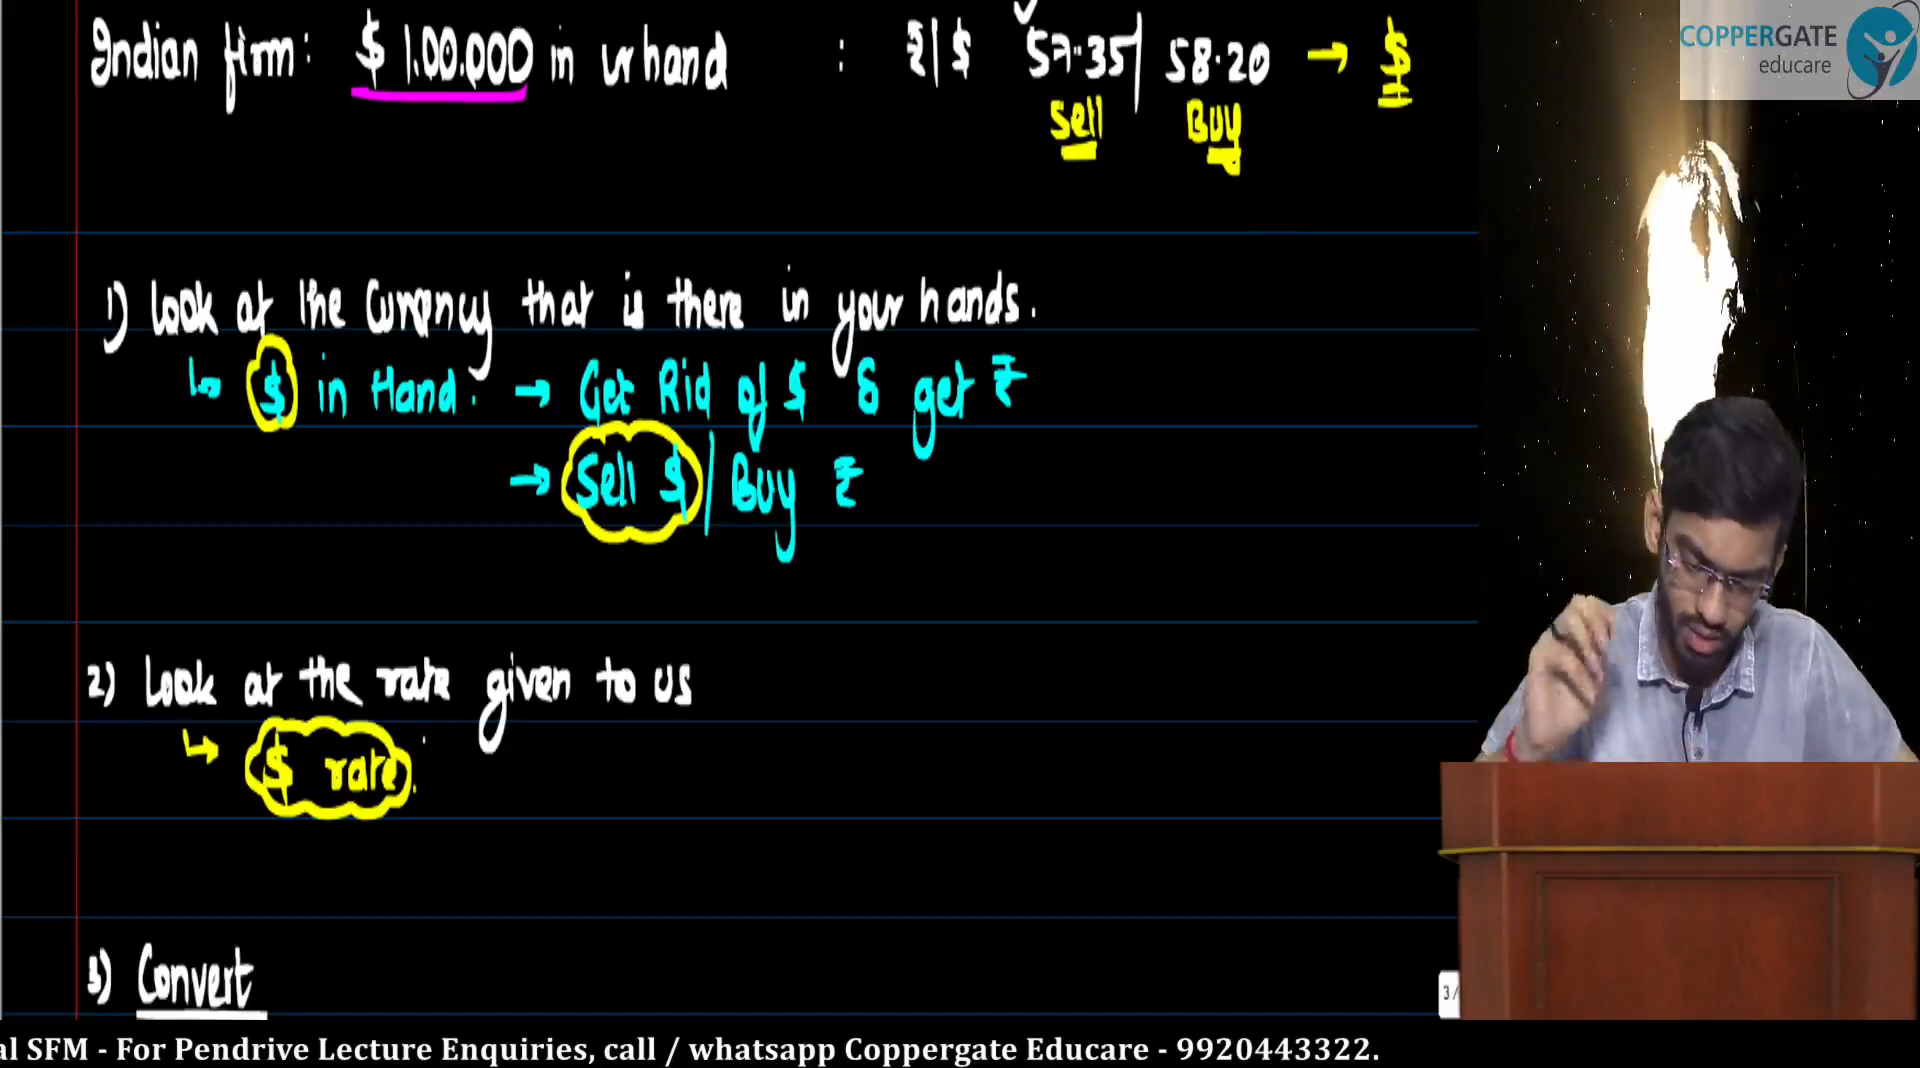 Indian firm: $ 1.00.000 in ur hand : ₹|$ 57.35/ 58.20 → $
Sell Buy
COPPERGATE
educare
1) Look at the Currency that is there in your hands.
↳ $ in Hand. → Get Rid of $ & get ₹
→ Sell $ / Buy ₹
2) Look at the rate given to us
↳ $ rate.
3) Convert
3/
al SFM - For Pendrive Lecture Enquiries, call / whatsapp Coppergate Educare - 9920443322.